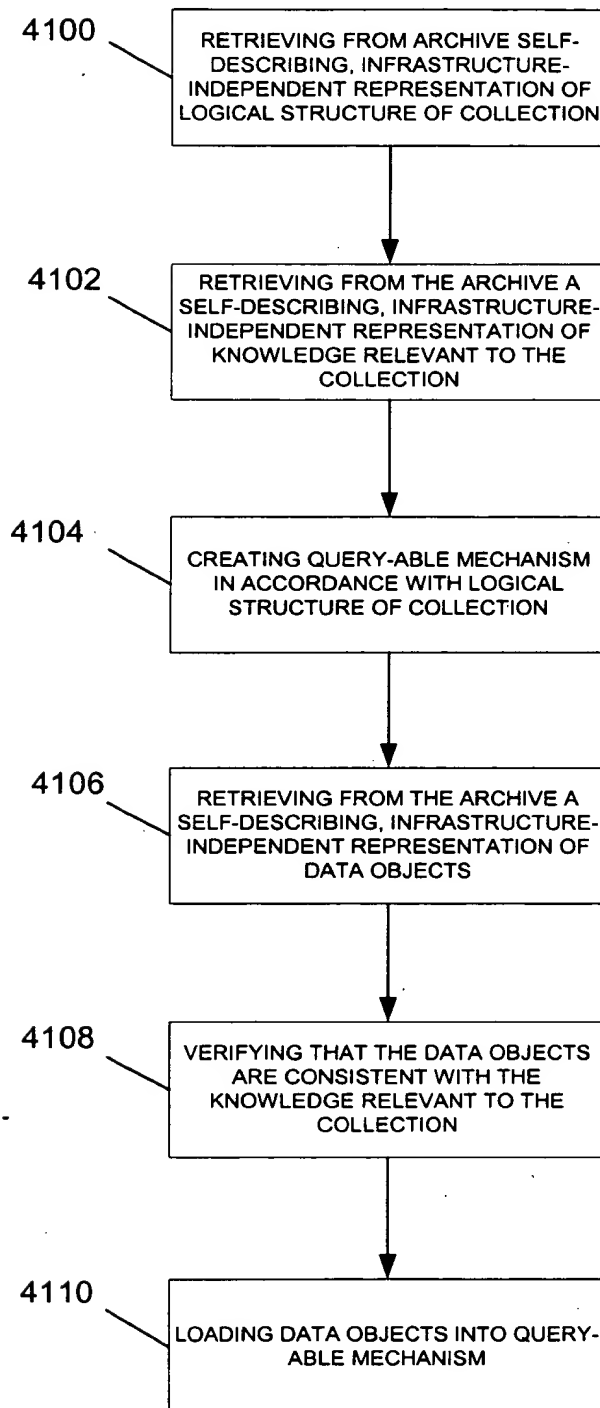 4100
RETRIEVING FROM ARCHIVE SELF-
DESCRIBING, INFRASTRUCTURE-
INDEPENDENT REPRESENTATION OF
LOGICAL STRUCTURE OF COLLECTION
4102
RETRIEVING FROM THE ARCHIVE A
SELF-DESCRIBING, INFRASTRUCTURE-
INDEPENDENT REPRESENTATION OF
KNOWLEDGE RELEVANT TO THE
COLLECTION
4104
CREATING QUERY-ABLE MECHANISM
IN ACCORDANCE WITH LOGICAL
STRUCTURE OF COLLECTION
4106
RETRIEVING FROM THE ARCHIVE A
SELF-DESCRIBING, INFRASTRUCTURE-
INDEPENDENT REPRESENTATION OF
DATA OBJECTS
4108
VERIFYING THAT THE DATA OBJECTS
ARE CONSISTENT WITH THE
KNOWLEDGE RELEVANT TO THE
COLLECTION
4110
LOADING DATA OBJECTS INTO QUERY-
ABLE MECHANISM